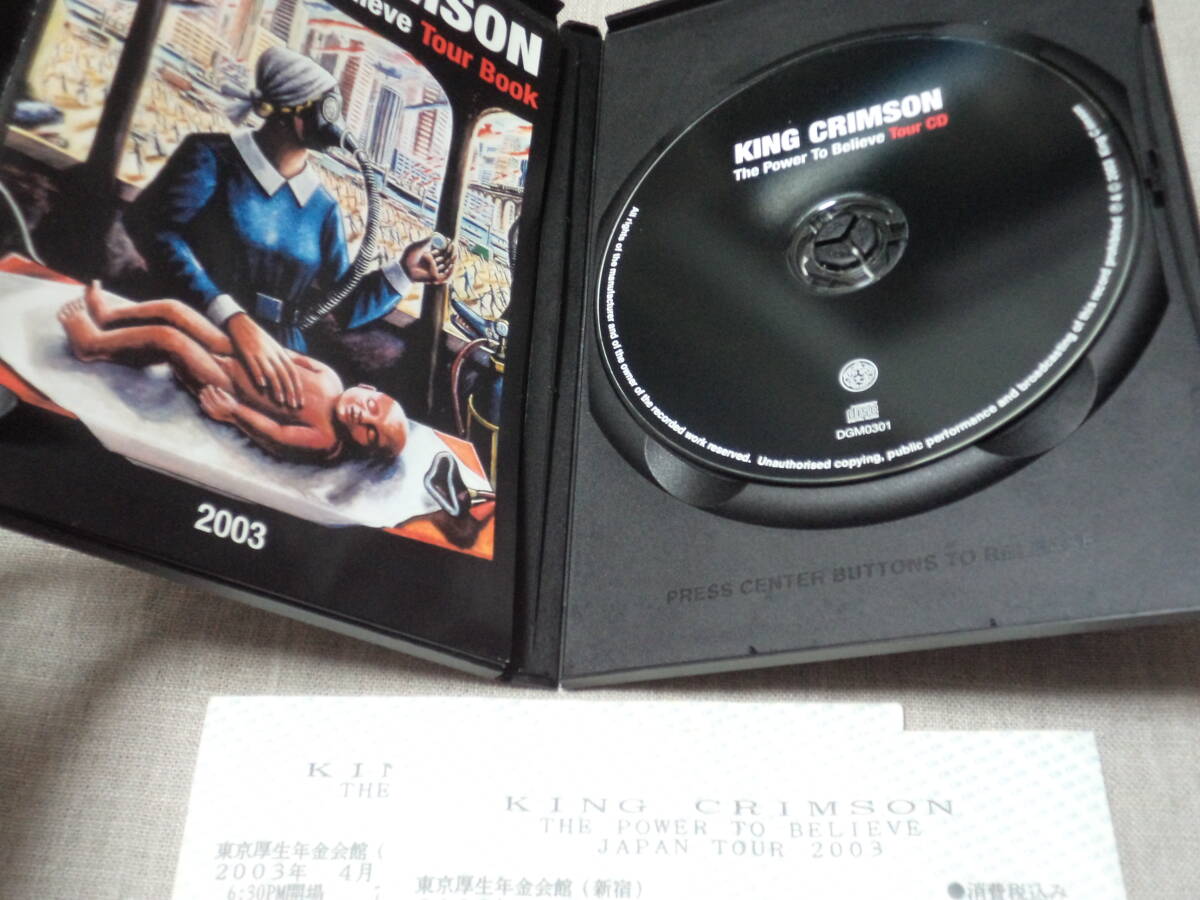 MSON
ieve Tour Book
2003
KING CRIMSON
The Power To Believe Tour CD
All rights of the manufacturer and of the owner of the recorded work reserved. Unauthorised copying, public performance and broadcasting of this record prohibited
DGM0301
PRESS CENTER BUTTONS TO RELEASE
KIN
THE
東京厚生年金会館 (
2003年 4月
6:30PM開場
KING CRIMSON
THE POWER TO BELIEVE
JAPAN TOUR 2003
東京厚生年金会館 (新宿)
●消費税込み